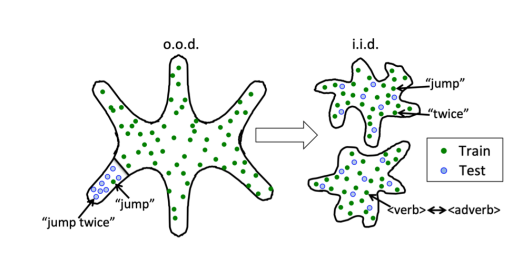 o.o.d.
i.i.d.
"jump"
"twice"
Train
Test
"jump"
"jump twice"
<verb>↔<adverb>